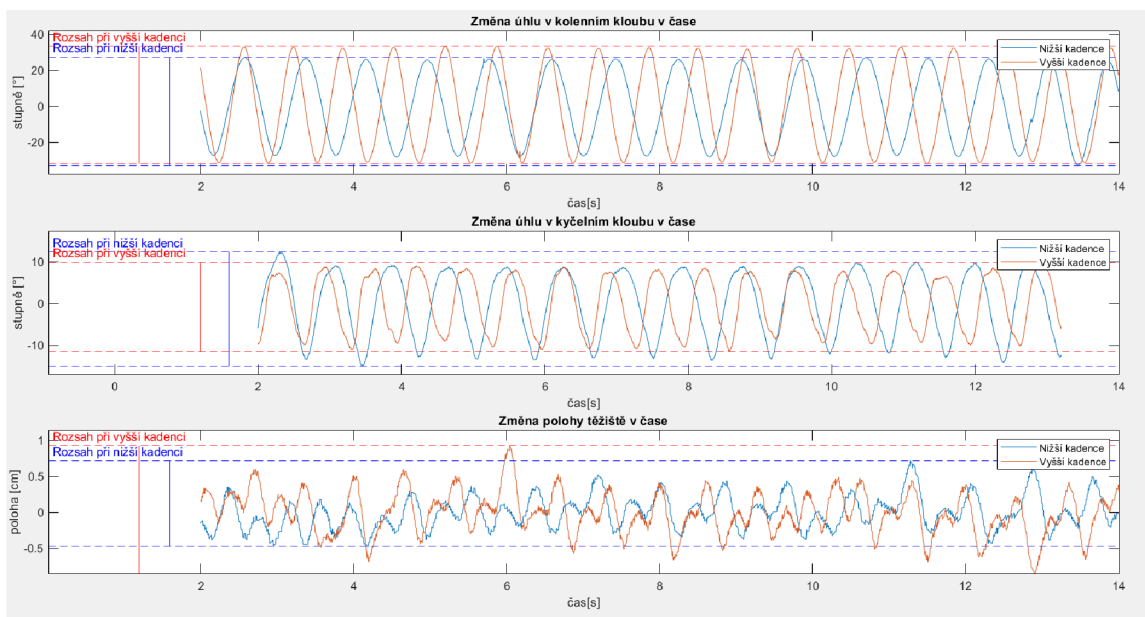 Změna úhlu v kolenním kloubu v čase
Rozsah při vyšší kadenci
Rozsah při nižší kadenci
Nižší kadence
Vyšší kadence
stupně [°]
40
20
0
-20
2
4
6
8
10
12
14
čas[s]
Změna úhlu v kyčelním kloubu v čase
Rozsah při nižší kadenci
Rozsah při vyšší kadenci
Nižší kadence
Vyšší kadence
stupně [°]
10
0
-10
0
2
4
6
8
10
12
14
čas[s]
Změna polohy těžiště v čase
Rozsah při vyšší kadenci
Rozsah při nižší kadenci
Nižší kadence
Vyšší kadence
poloha [cm]
1
0.5
0
-0.5
2
4
6
8
10
12
14
čas[s]